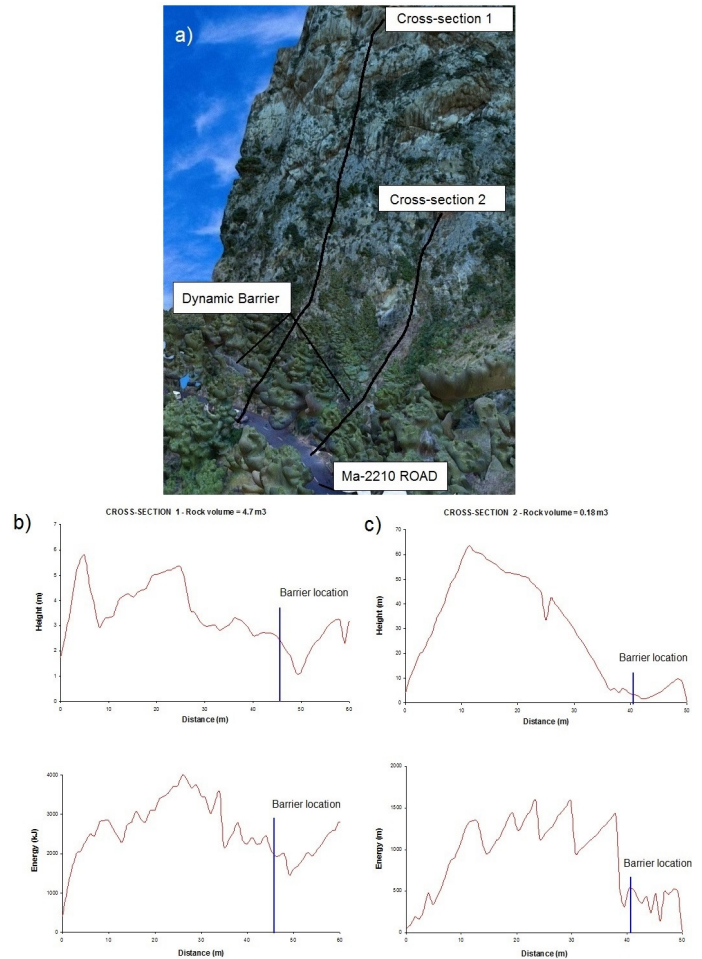 a)
Cross-section 1
Cross-section 2
Dynamic Barrier
Ma-2210 ROAD
b)
CROSS-SECTION 1 - Rock volume = 4.7 m3
Height (m)
7
6
5
4
3
2
1
0
Barrier location
0 10 20 30 40 50 60
Distance (m)
Energy (kJ)
4000
3000
2000
1000
0
Barrier location
0 10 20 30 40 50 60
Distance (m)
c)
CROSS-SECTION 2 - Rock volume = 0.18 m3
Height (m)
70
60
50
40
30
20
10
0
Barrier location
0 10 20 30 40 50
Distance (m)
Energy (m)
2000
1500
1000
500
0
Barrier location
0 10 20 30 40 50
Distance (m)